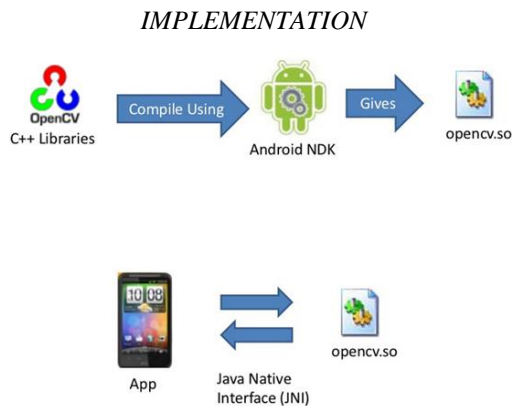 IMPLEMENTATION
OpenCV
C++ Libraries
Compile Using
Android NDK
Gives
opencv.so
10 08
App
Java Native
Interface (JNI)
opencv.so